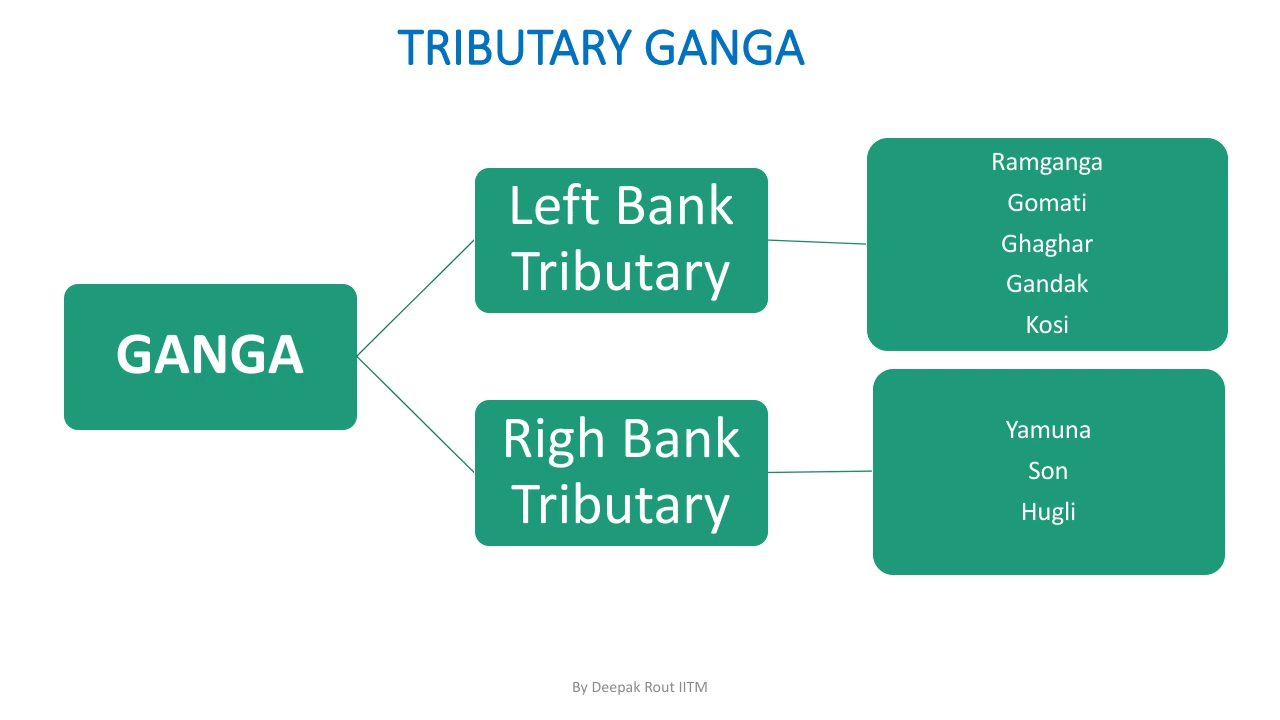 TRIBUTARY GANGA
GANGA
Left Bank
Tributary
Ramganga
Gomati
Ghaghar
Gandak
Kosi
Righ Bank
Tributary
Yamuna
Son
Hugli
By Deepak Rout IITM